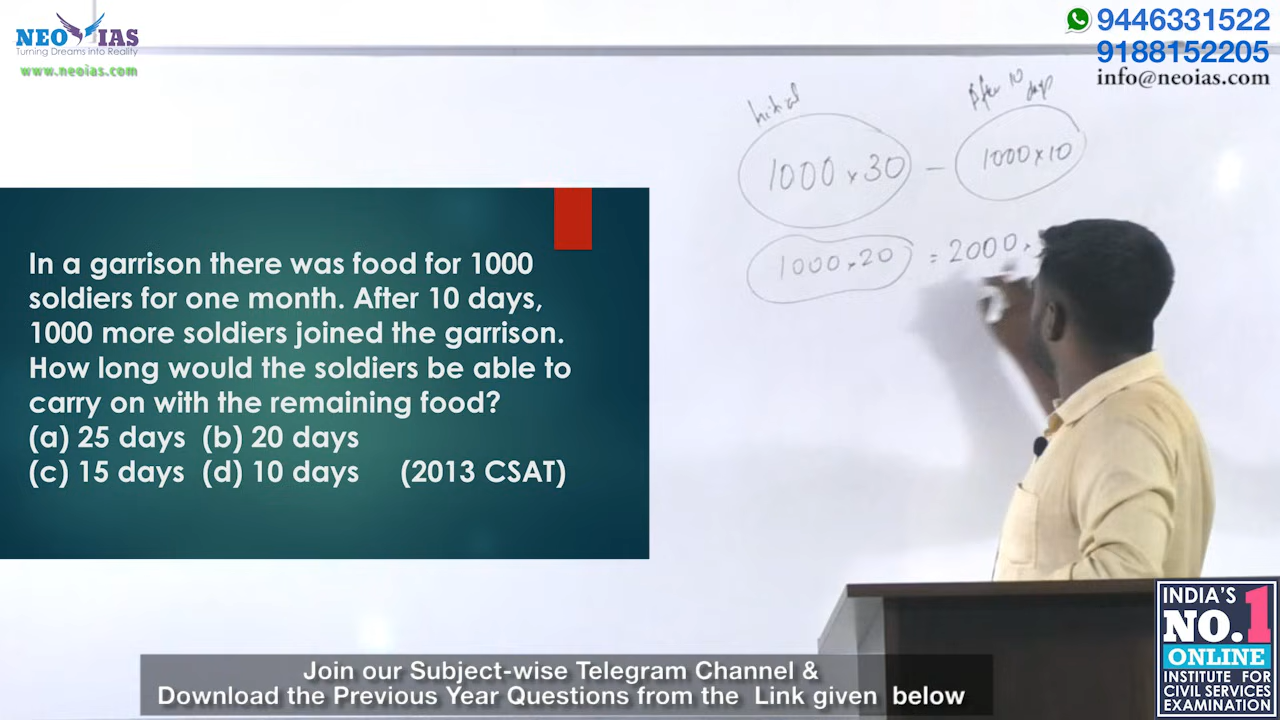 NEO IAS
Turning Dreams into Reality
www.neoias.com
9446331522
9188152205
info@neoias.com
Initial
After 10
days
1000 x 30 - 1000 x 10
1000 x 20 = 2000 x
In a garrison there was food for 1000
soldiers for one month. After 10 days,
1000 more soldiers joined the garrison.
How long would the soldiers be able to
carry on with the remaining food?
(a) 25 days (b) 20 days
(c) 15 days (d) 10 days (2013 CSAT)
INDIA'S
NO.1
ONLINE
INSTITUTE FOR
CIVIL SERVICES
EXAMINATION
Join our Subject-wise Telegram Channel &
Download the Previous Year Questions from the Link given below